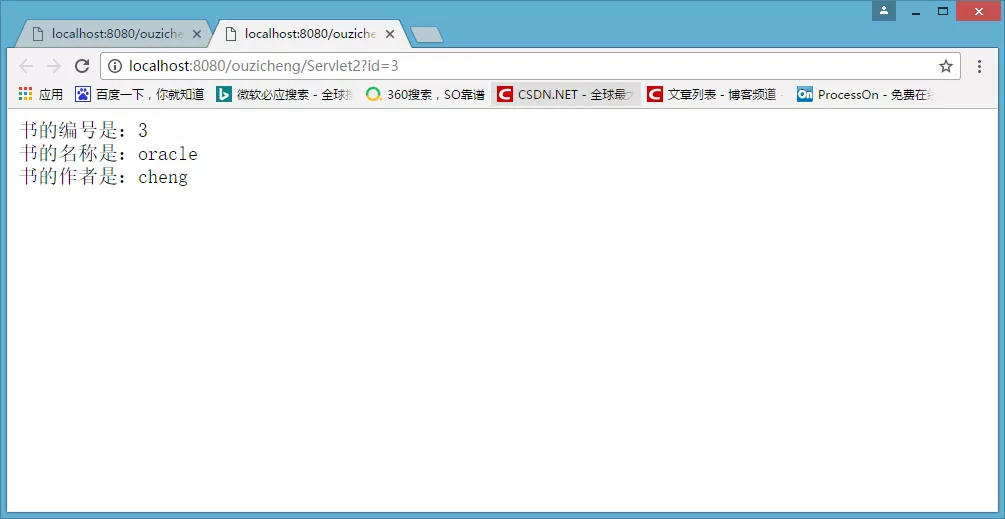 localhost:8080/ouziche
localhost:8080/ouziche
localhost:8080/ouzicheng/Servlet2?id=3
应用 百度一下，你就知道 微软必应搜索 - 全球搜 360搜索，SO靠谱 CSDN.NET - 全球最大 文章列表 - 博客频道 - ProcessOn - 免费在线
书的编号是：3
书的名称是：oracle
书的作者是：cheng